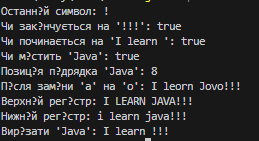 Останн?й символ: !
Чи зак?нчується на '!!!': true
Чи починається на 'I learn ': true
Чи м?стить 'Java': true
Позиц?я п?дрядка 'Java': 8
П?сля зам?ни 'a' на 'o': I learn Jovo!!!
Верхн?й рег?стр: I LEARN JAVA!!!
Нижн?й рег?стр: i learn java!!!
Вир?зати 'Java': I learn !!!